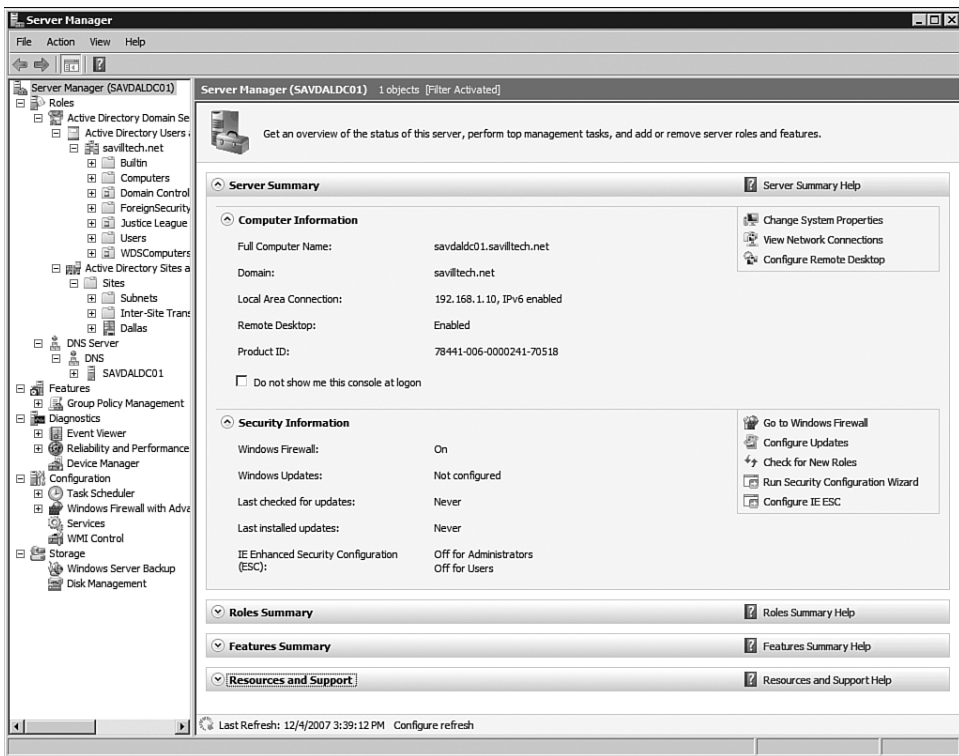 Server Manager
File Action View Help
Server Manager (SAVDALDC01)
Roles
Active Directory Domain Se
Active Directory Users
savilltech.net
Builtin
Computers
Domain Control
ForeignSecurity
Justice League
Users
WDSComputers
Active Directory Sites a
Sites
Subnets
Inter-Site Trans
Dallas
DNS Server
DNS
SAVDALDC01
Features
Group Policy Management
Diagnostics
Event Viewer
Reliability and Performance
Device Manager
Configuration
Task Scheduler
Windows Firewall with Adva
Services
WMI Control
Storage
Windows Server Backup
Disk Management
Server Manager (SAVDALDC01) 1 objects [Filter Activated]
Get an overview of the status of this server, perform top management tasks, and add or remove server roles and features.
Server Summary
Server Summary Help
Computer Information
Full Computer Name: savdaldc01.savilltech.net
Domain: savilltech.net
Local Area Connection: 192.168.1.10, IPv6 enabled
Remote Desktop: Enabled
Product ID: 78441-006-0000241-70518
Do not show me this console at logon
Change System Properties
View Network Connections
Configure Remote Desktop
Security Information
Windows Firewall: On
Windows Updates: Not configured
Last checked for updates: Never
Last installed updates: Never
IE Enhanced Security Configuration Off for Administrators
(ESC): Off for Users
Go to Windows Firewall
Configure Updates
Check for New Roles
Run Security Configuration Wizard
Configure IE ESC
Roles Summary
Roles Summary Help
Features Summary
Features Summary Help
Resources and Support
Resources and Support Help
Last Refresh: 12/4/2007 3:39:12 PM Configure refresh